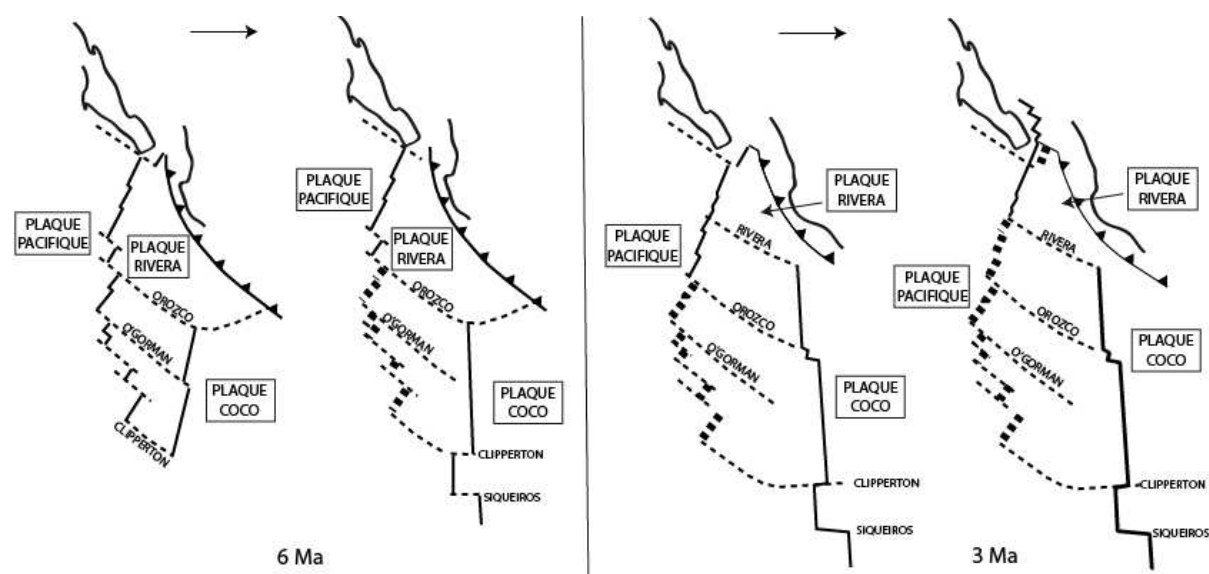 PLAQUE
PACIFIQUE
PLAQUE
RIVERA
OROZCO
O'GORMAN
PLAQUE
COCO
CLIPPERTON
PLAQUE
PACIFIQUE
PLAQUE
RIVERA
OROZCO
O'GORMAN
PLAQUE
COCO
CLIPPERTON
SIQUEIROS
6 Ma
PLAQUE
RIVERA
PLAQUE
PACIFIQUE
RIVERA
OROZCO
O'GORMAN
PLAQUE
COCO
CLIPPERTON
SIQUEIROS
PLAQUE
RIVERA
PLAQUE
PACIFIQUE
RIVERA
OROZCO
O'GORMAN
PLAQUE
COCO
CLIPPERTON
SIQUEIROS
3 Ma